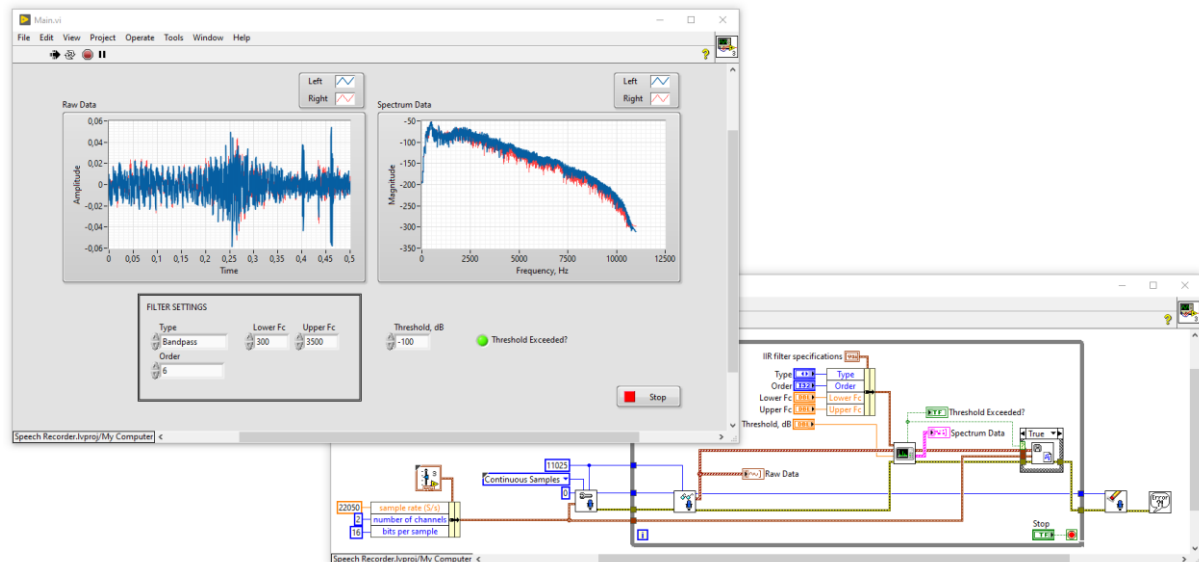 Main.vi
File Edit View Project Operate Tools Window Help
Left
Right
Raw Data
0,06
0,04
0,02
0
-0,02
-0,04
-0,06
Amplitude
0 0,05 0,1 0,15 0,2 0,25 0,3 0,35 0,4 0,45 0,5
Time
Left
Right
Spectrum Data
-50
-100
-150
-200
-250
-300
-350
Magnitude
0 2500 5000 7500 10000 12500
Frequency, Hz
FILTER SETTINGS
Type Lower Fc Upper Fc
Bandpass 300 3500
Order
6
Threshold, dB
-100
Threshold Exceeded?
Stop
Speech Recorder.lvproj/My Computer
IIR filter specifications
Type Type
Order Order
Lower Fc Lower Fc
Upper Fc Upper Fc
Threshold, dB
Threshold Exceeded?
Spectrum Data
True
Raw Data
11025
Continuous Samples
0
22050 sample rate (S/s)
2 number of channels
16 bits per sample
Stop
i
Speech Recorder.lvproj/My Computer